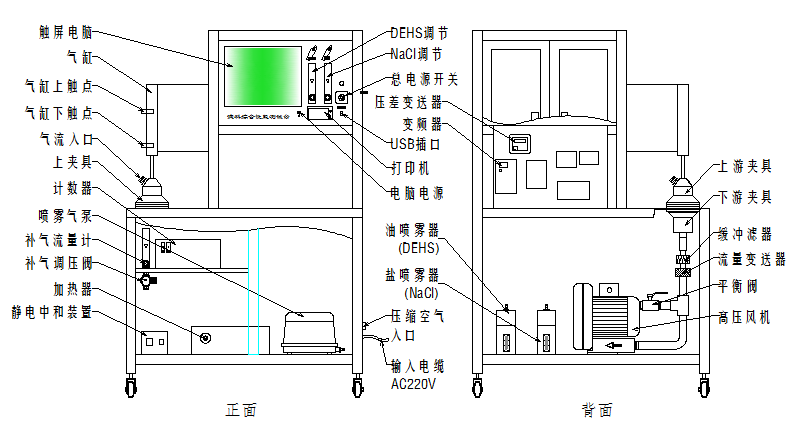 触屏电脑
气缸
气缸上触点
气缸下触点
气流入口
上夹具
计数器
喷雾气泵
补气流量计
补气调压阀
加热器
静电中和装置
DEHS调节
NaCl调节
总电源开关
USB插口
打印机
电脑电源
压缩空气
入口
输入电缆
AC220V
正面
压差变送器
变频器
油喷雾器
(DEHS)
盐喷雾器
(NaCl)
上游夹具
下游夹具
缓冲滤器
流量变送器
平衡阀
高压风机
背面